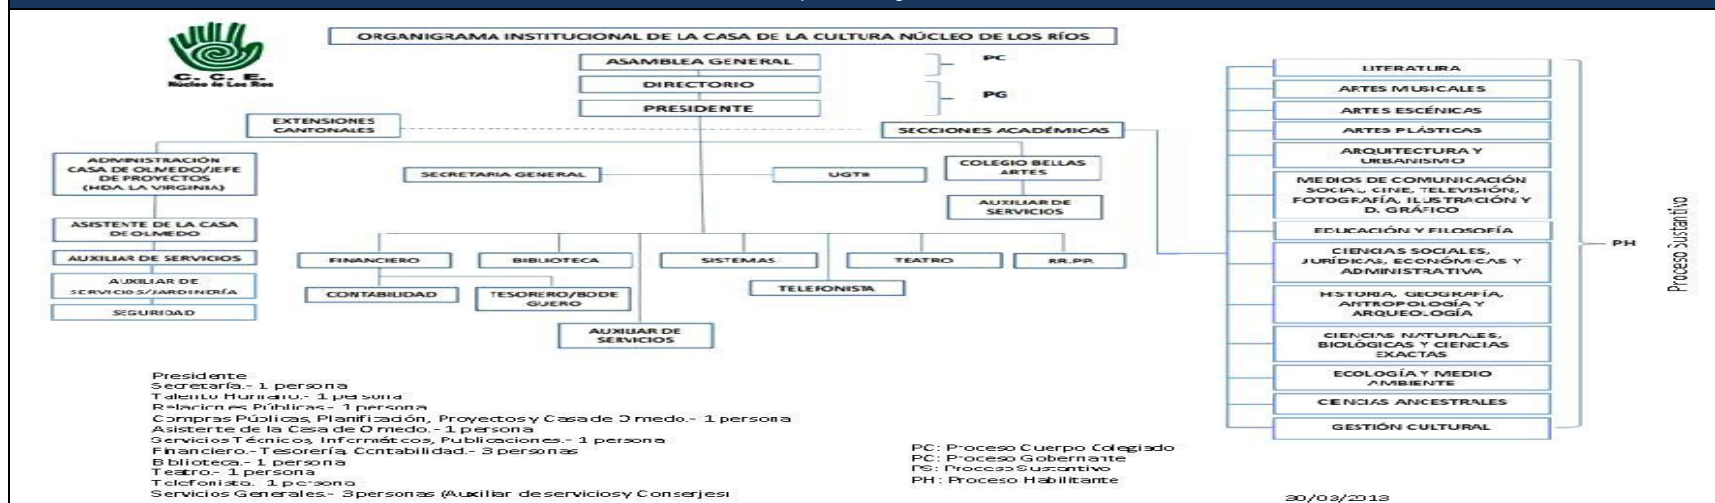 ORGANIGRAMA INSTITUCIONAL DE LA CASA DE LA CULTURA NÚCLEO DE LOS RÍOS
C. C. E.
Núcleo de Los Ríos
ASAMBLEA GENERAL
PC
DIRECTORIO
PG
PRESIDENTE
EXTENSIONES
CANTONALES
SECCIONES ACADÉMICAS
ADMINISTRACIÓN
CASA DE OLMEDO/JEFE
DE PROYECTOS
(HDA. LA VIRGINIA)
SECRETARIA GENERAL
UGTH
COLEGIO BELLAS
ARTES
AUXILIAR DE
SERVICIOS
ASISTENTE DE LA CASA
DE OLMEDO
AUXILIAR DE SERVICIOS
AUXILIAR DE
SERVICIOS/JARDINERÍA
SEGURIDAD
FINANCIERO
BIBLIOTECA
SISTEMAS
TEATRO
RR.PP.
CONTABILIDAD
TESORERO/BODE
GUERO
TELEFONISTA
AUXILIAR DE
SERVICIOS
LITERATURA
ARTES MUSICALES
ARTES ESCÉNICAS
ARTES PLÁSTICAS
ARQUITECTURA Y
URBANISMO
MEDIOS DE COMUNICACIÓN
SOCIAL, CINE, TELEVISIÓN,
FOTOGRAFÍA, ILUSTRACIÓN Y
D. GRÁFICO
EDUCACIÓN Y FILOSOFÍA
CIENCIAS SOCIALES,
JURÍDICAS, ECONÓMICAS Y
ADMINISTRATIVA
HISTORIA, GEOGRAFÍA,
ANTROPOLOGÍA Y
ARQUEOLOGÍA
CIENCIAS NATURALES,
BIOLÓGICAS Y CIENCIAS
EXACTAS
ECOLOGÍA Y MEDIO
AMBIENTE
CIENCIAS ANCESTRALES
GESTIÓN CULTURAL
PH
Proceso Sustantivo
Presidente
Secretaría.- 1 persona
Talento Humano.- 1 persona
Relaciones Públicas.- 1 persona
Compras Públicas, Planificación, Proyectos y Casa de Olmedo.- 1 persona
Asistente de la Casa de Olmedo.- 1 persona
Servicios Técnicos, Informáticos, Publicaciones.- 1 persona
Financiero.- Tesorería, Contabilidad.- 3 personas
Biblioteca.- 1 persona
Teatro.- 1 persona
Telefonista.- 1 persona
Servicios Generales.- 3 personas (Auxiliar de servicios y Conserjes)
PC: Proceso Cuerpo Colegiado
PC: Proceso Gobernante
PS: Proceso Sustantivo
PH: Proceso Habilitante
30/03/2013